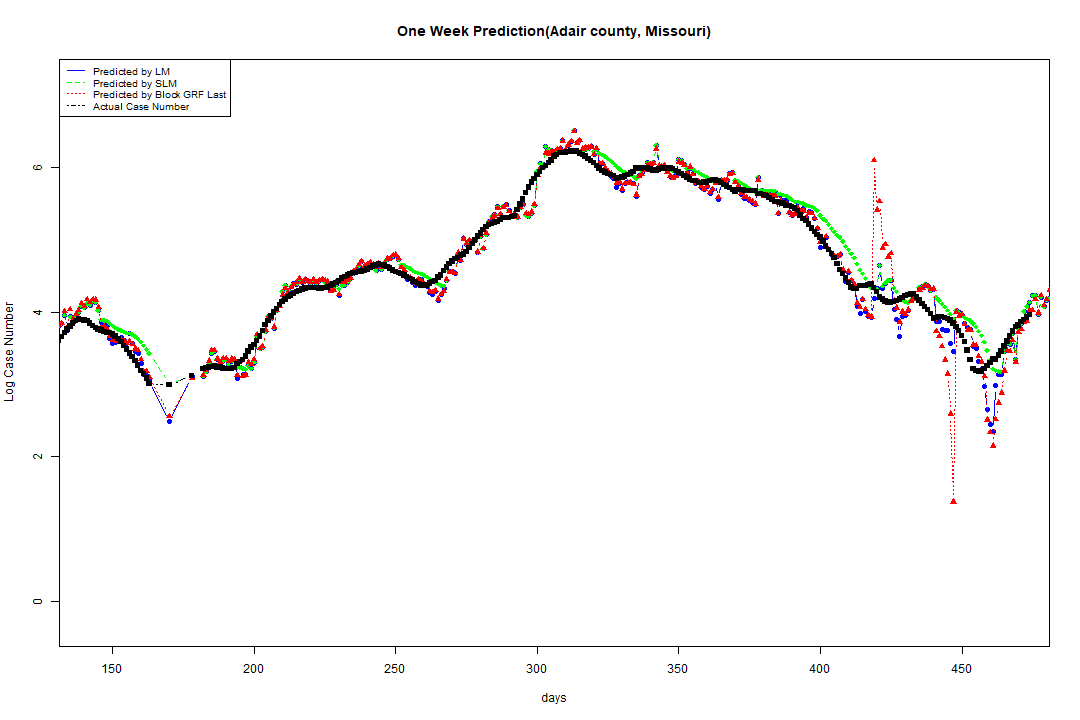 One Week Prediction(Adair county, Missouri)
Predicted by LM
Predicted by SLM
Predicted by Block GRF Last
Actual Case Number
6
4
2
0
Log Case Number
150 200 250 300 350 400 450
days